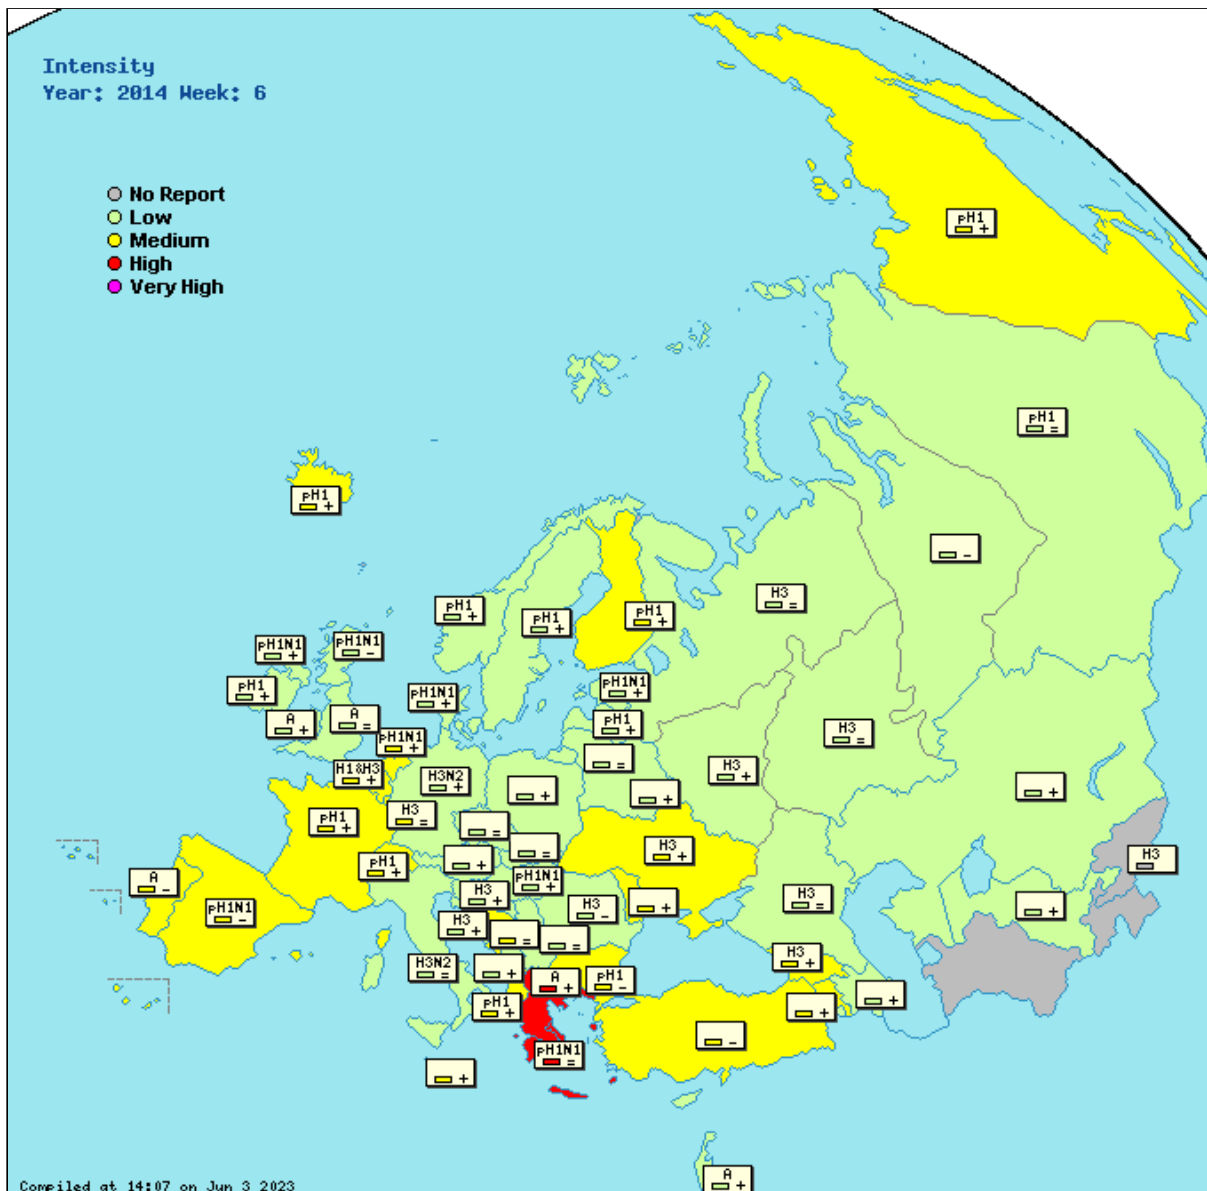 Intensity
Year: 2014 Week: 6
No Report
Low
Medium
High
Very High
pH1
+
pH1
=
pH1
+
-
H3
=
pH1
+
pH1
+
pH1
+
pH1N1
+
pH1N1
-
pH1
+
pH1N1
+
pH1N1
+
A
+
A
=
pH1
+
pH1N1
+
=
H3
=
H1&H3
+
H3N2
+
H3
+
+
+
+
H3
=
pH1
+
=
=
H3
+
H3
pH1
+
+
pH1N1
+
A
-
pH1N1
-
H3
+
H3
-
+
H3
=
+
H3
+
=
=
H3N2
=
+
A
+
pH1
-
H3
+
pH1
+
+
+
-
pH1N1
=
+
A
+
Compiled at 14:07 on Jun 3 2023